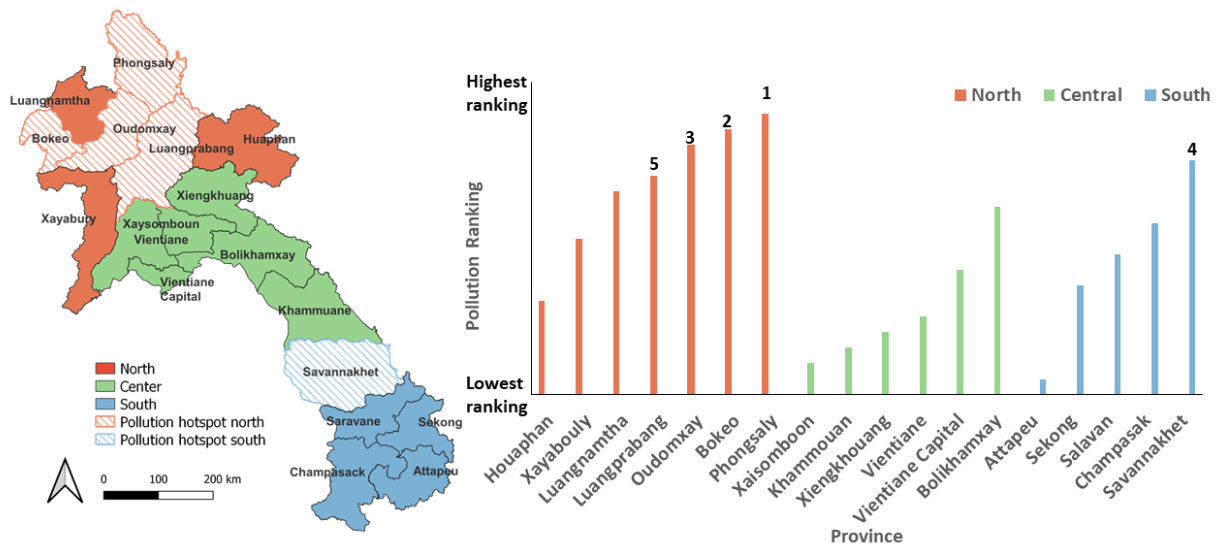 Phongsaly
Luangnamtha
Bokeo
Oudomxay
Luangprabang
Huaphan
Xayabury
Xiengkhuang
Xaysomboun
Vientiane
Bolikhamxay
Vientiane
Capital
Khammuane
Savannakhet
Saravane
Sekong
Champasack
Attapeu
North
Center
South
Pollution hotspot north
Pollution hotspot south
0 100 200 km
Highest
ranking
Pollution Ranking
Lowest
ranking
North Central South
5
3
2
1
4
Houaphan
Xayabouly
Luangnamtha
Luangprabang
Oudomxay
Bokeo
Phongsaly
Xaisomboon
Khammouan
Xiengkhouang
Vientiane
Vientiane Capital
Bolikhamxay
Attapeu
Sekong
Salavan
Champasak
Savannakhet
Province